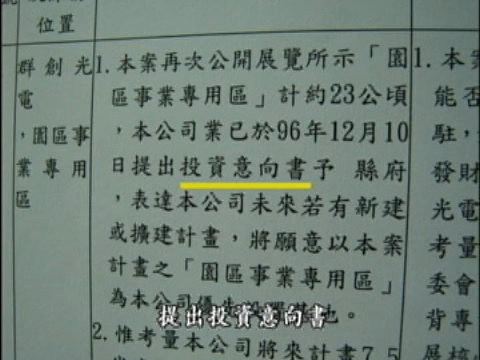 位置
群創光
電
,園區事
業專用
區
1.本案再次公開展覽所示「園
區事業專用區」計約23公頃
,本公司業已於96年12月10
日提出投資意向書予 縣府
,表達本公司未來若有新建
或擴建計畫,將願意以本案
計畫之「園區事業專用區」
為本公司優
2.惟考量本公司將來計畫7.5
1.本案
能否
駐,
發財
光電
考量
委會
專背
提出投資意向書